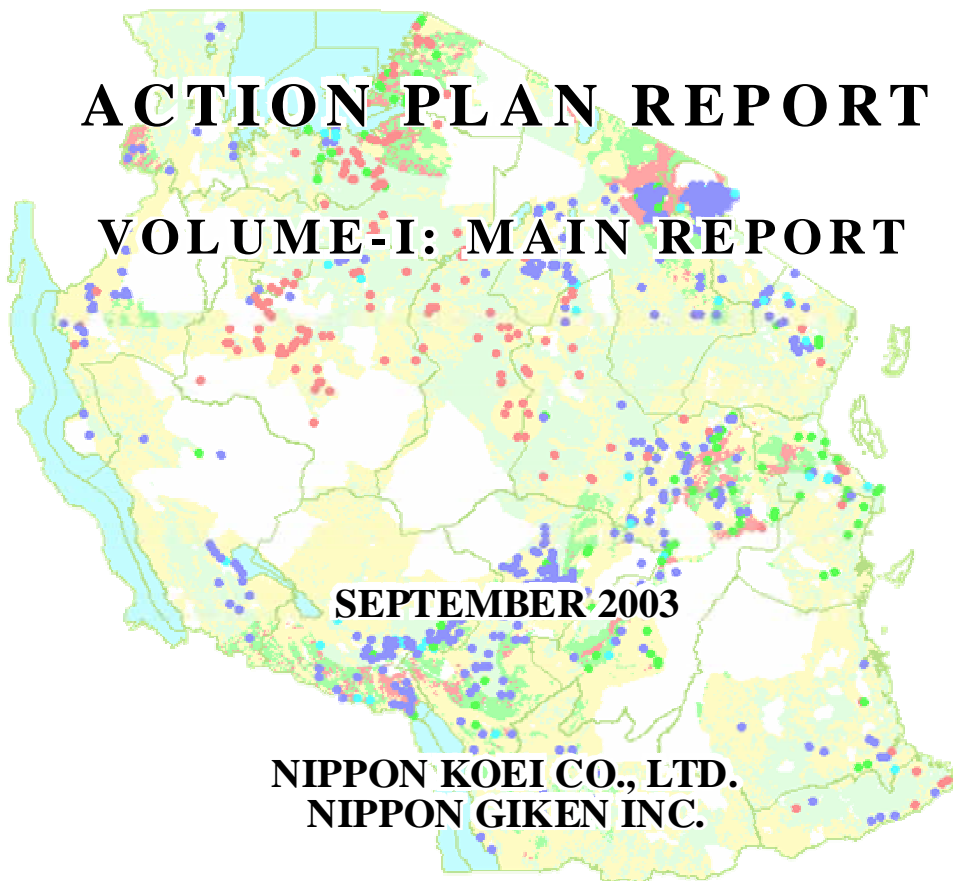 ACTION PLAN REPORT
VOLUME-I: MAIN REPORT
SEPTEMBER 2003
NIPPON KOEI CO., LTD.
NIPPON GIKEN INC.